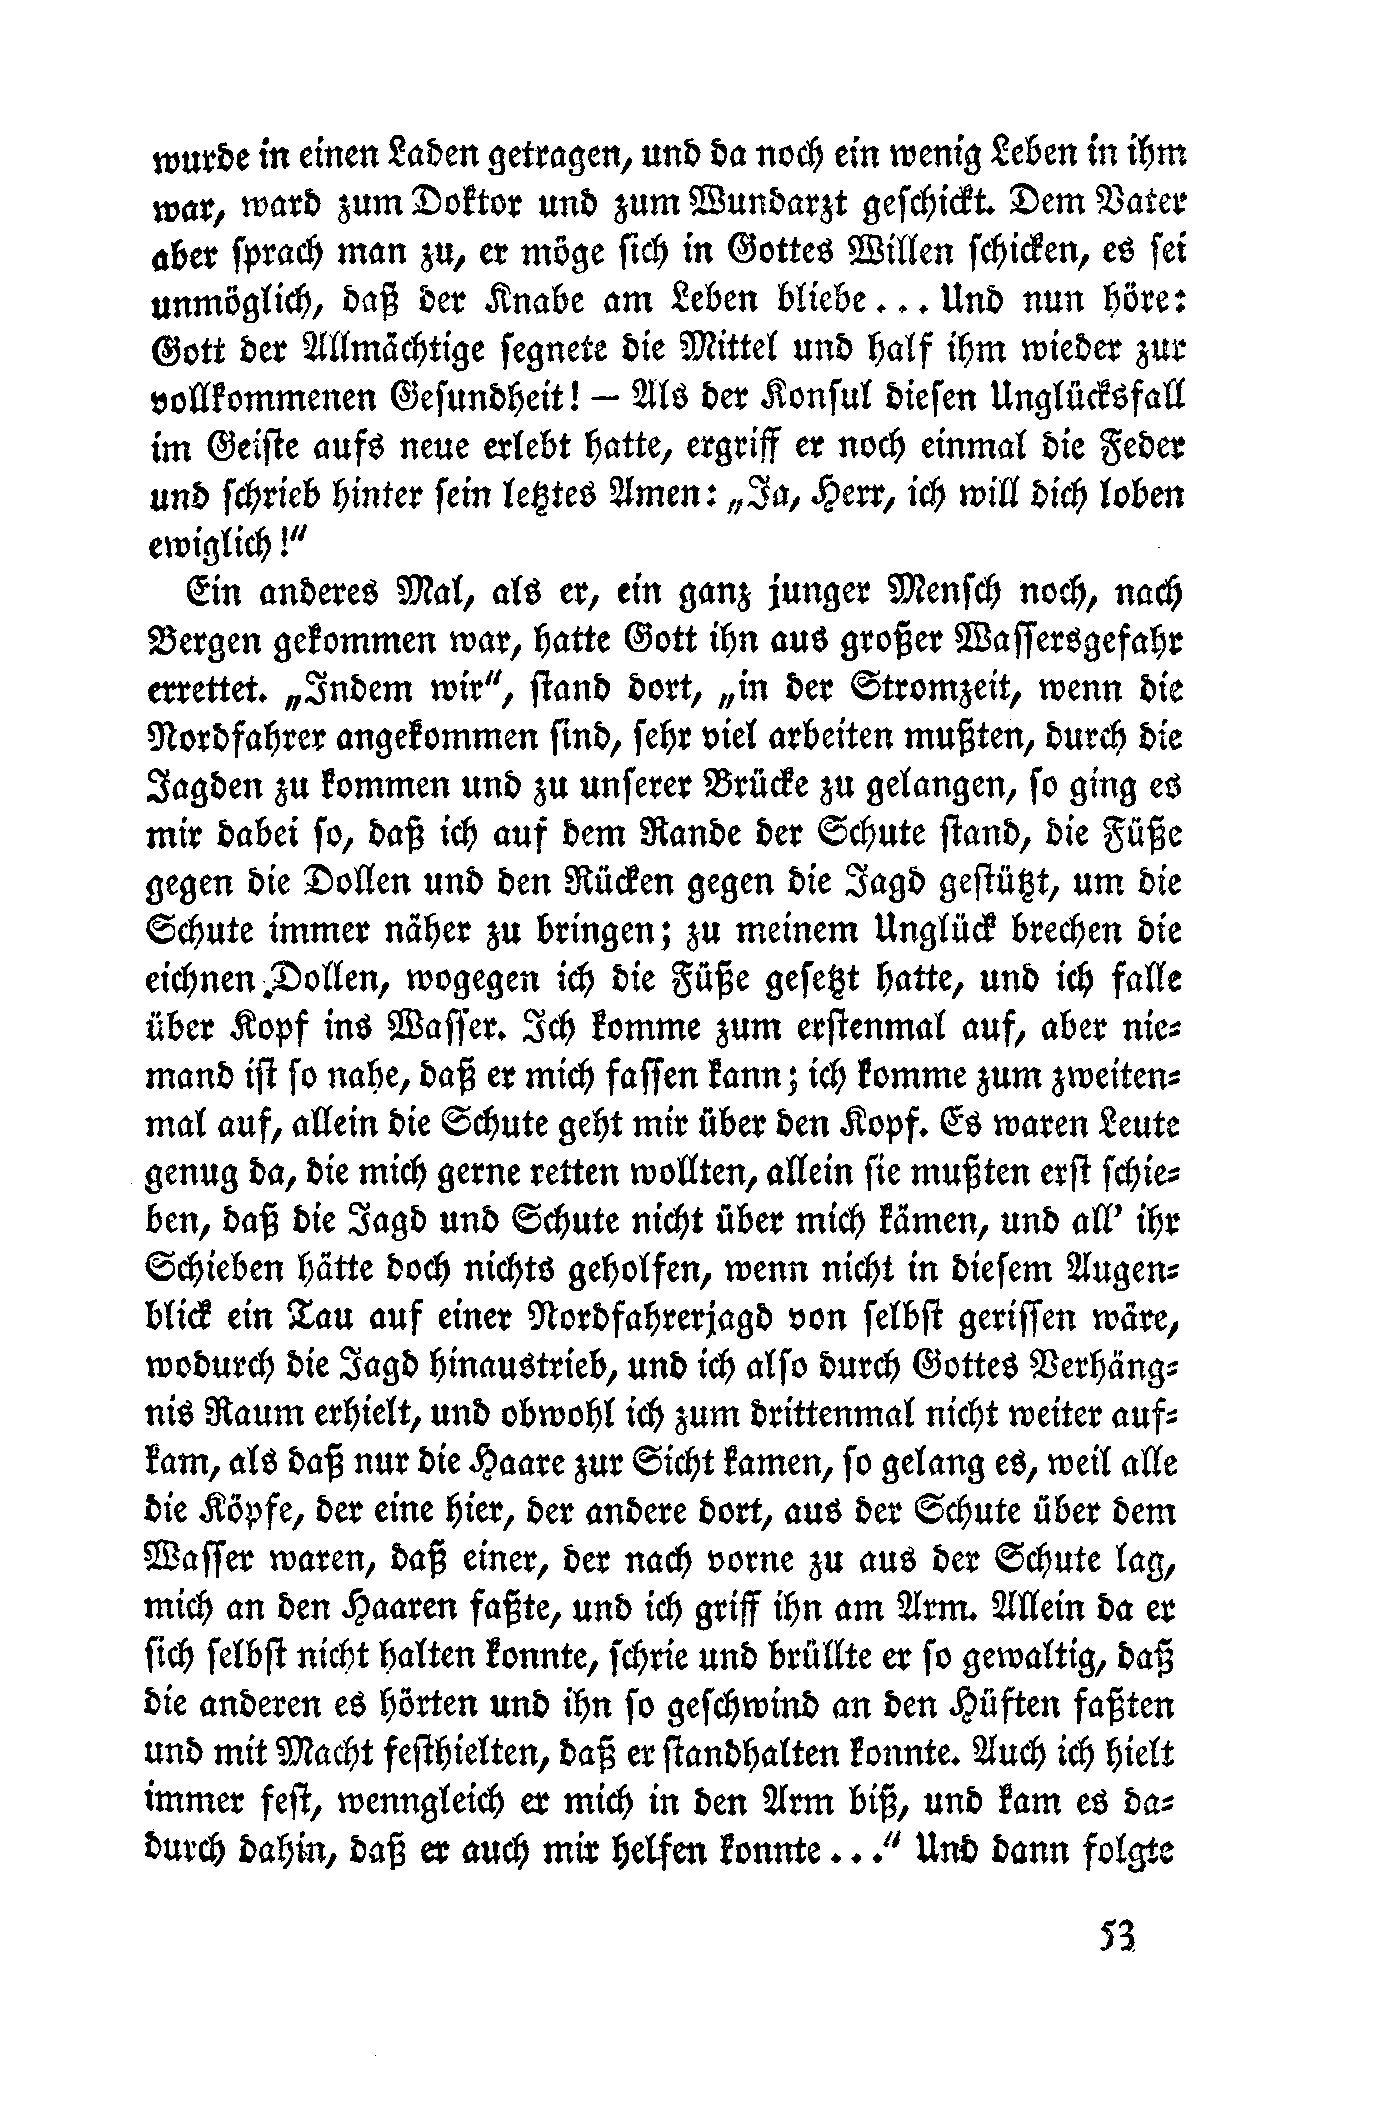 wurde in einen Laden getragen, und da noch ein wenig Leben in ihm
war, ward zum Doktor und zum Wundarzt geschickt. Dem Vater
aber sprach man zu, er möge sich in Gottes Willen schicken, es sei
unmöglich, daß der Knabe am Leben bliebe... Und nun höre:
Gott der Allmächtige segnete die Mittel und half ihm wieder zur
vollkommenen Gesundheit! — Als der Konsul diesen Unglücksfall
im Geiste aufs neue erlebt hatte, ergriff er noch einmal die Feder
und schrieb hinter sein letztes Amen: „Ja, Herr, ich will dich loben
ewiglich!“
Ein anderes Mal, als er, ein ganz junger Mensch noch, nach
Bergen gekommen war, hatte Gott ihn aus großer Wassersgefahr
errettet. „Indem wir“, stand dort, „in der Stromzeit, wenn die
Nordfahrer angekommen sind, sehr viel arbeiten mußten, durch die
Jagden zu kommen und zu unserer Brücke zu gelangen, so ging es
mir dabei so, daß ich auf dem Rande der Schute stand, die Füße
gegen die Dollen und den Rücken gegen die Jagd gestützt, um die
Schute immer näher zu bringen; zu meinem Unglück brechen die
eichnen Dollen, wogegen ich die Füße gesetzt hatte, und ich falle
über Kopf ins Wasser. Ich komme zum erstenmal auf, aber nie-
mand ist so nahe, daß er mich fassen kann; ich komme zum zweiten-
mal auf, allein die Schute geht mir über den Kopf. Es waren Leute
genug da, die mich gerne retten wollten, allein sie mußten erst schie-
ben, daß die Jagd und Schute nicht über mich kämen, und all’ ihr
Schieben hätte doch nichts geholfen, wenn nicht in diesem Augen-
blick ein Tau auf einer Nordfahrerjagd von selbst gerissen wäre,
wodurch die Jagd hinaustrieb, und ich also durch Gottes Verhäng-
nis Raum erhielt, und obwohl ich zum drittenmal nicht weiter auf-
kam, als daß nur die Haare zur Sicht kamen, so gelang es, weil alle
die Köpfe, der eine hier, der andere dort, aus der Schute über dem
Wasser waren, daß einer, der nach vorne zu aus der Schute lag,
mich an den Haaren faßte, und ich griff ihn am Arm. Allein da er
sich selbst nicht halten konnte, schrie und brüllte er so gewaltig, daß
die anderen es hörten und ihn so geschwind an den Hüften faßten
und mit Macht festhielten, daß er standhalten konnte. Auch ich hielt
immer fest, wenngleich er mich in den Arm biß, und kam es da-
durch dahin, daß er auch mir helfen konnte...“ Und dann folgte
53